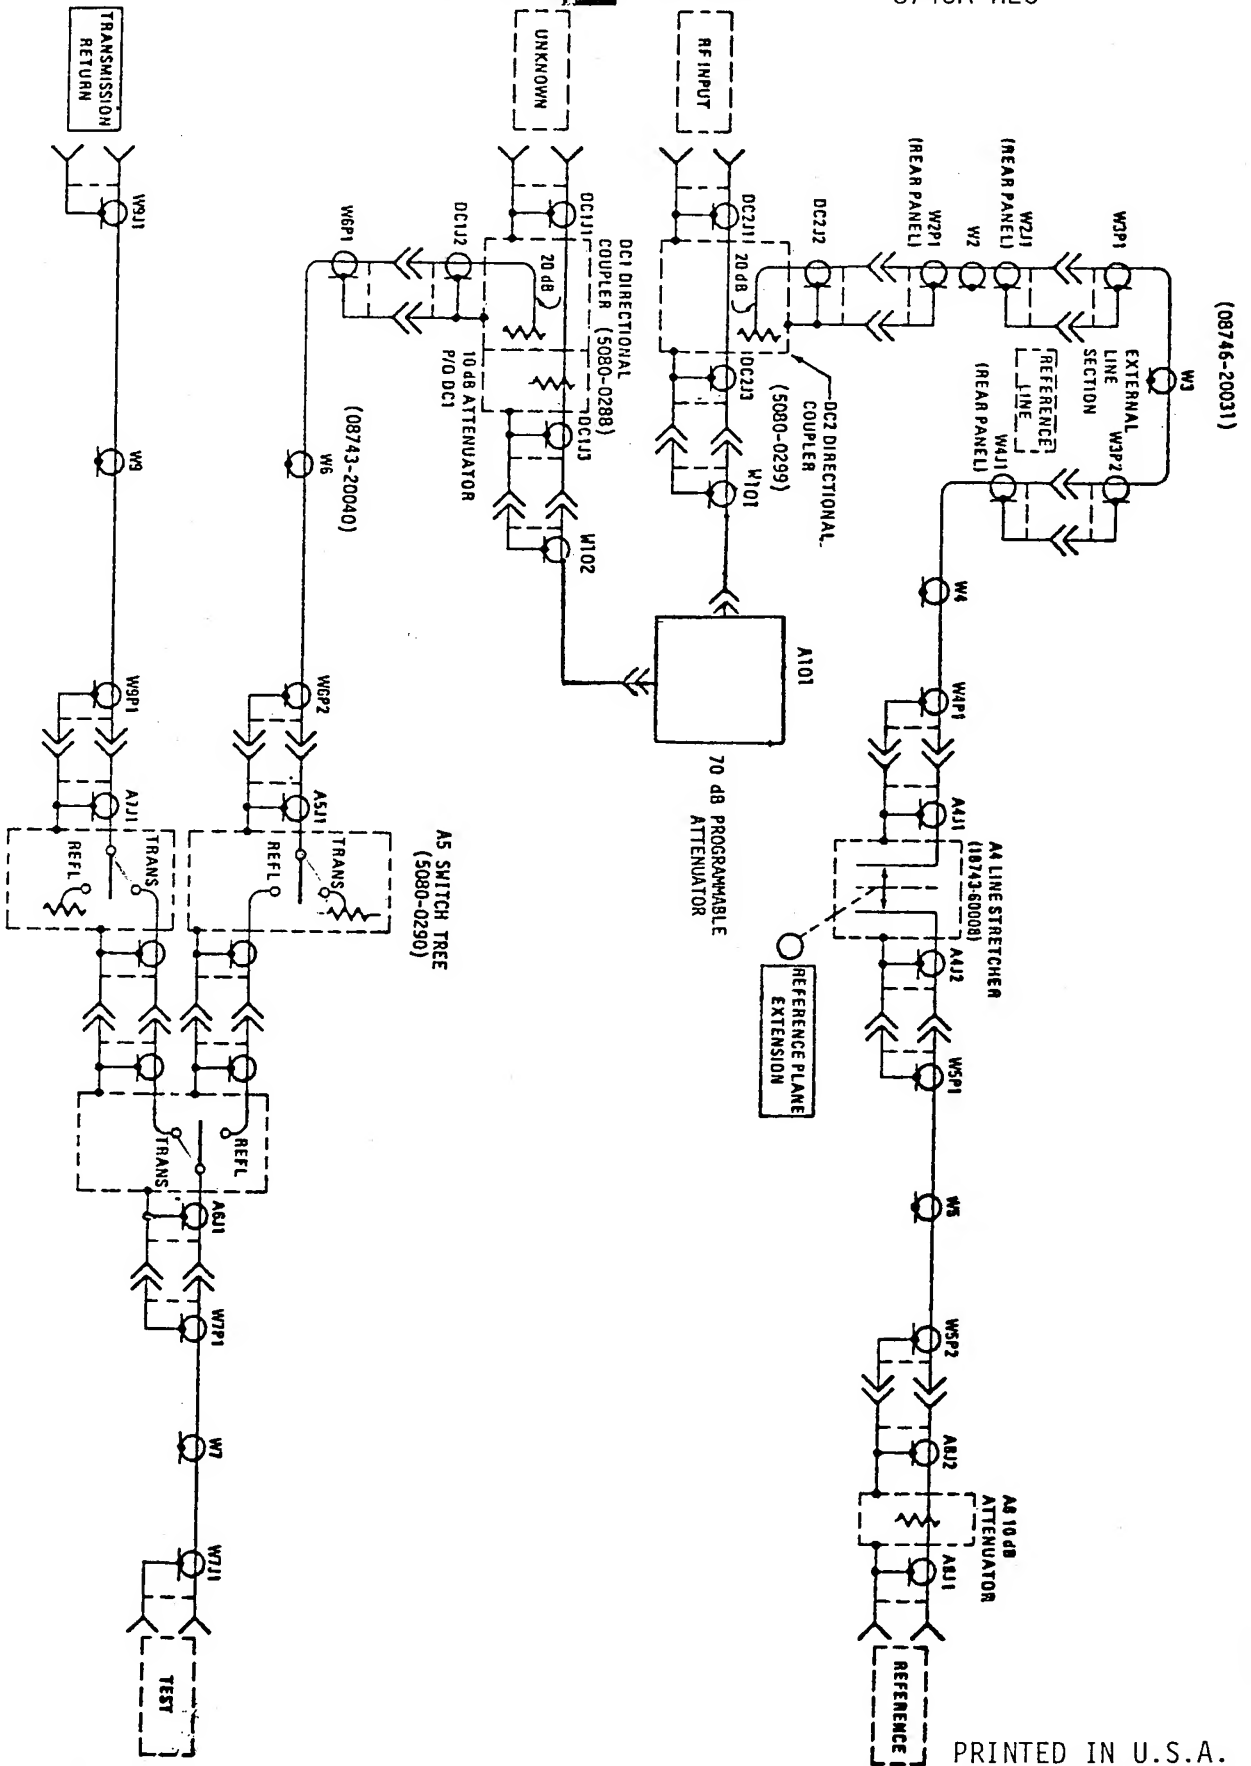 (08746-20031)
W3
W3P1
W3P2
EXTERNAL
LINE
SECTION
REFERENCE
LINE
W2J1
(REAR PANEL)
W4J1
(REAR PANEL)
W2
W2P1
(REAR PANEL)
DC2J2
W4
W4P1
A4J1
A4 LINE STRETCHER
(18743-60008)
A4J2
W5P1
W5
W5P2
A8J2
A8 10 dB
ATTENUATOR
A8J1
REFERENCE
REFERENCE PLANE
EXTENSION
RF INPUT
DC2J1
20 dB
DC2J3
DC2 DIRECTIONAL
COUPLER
(5080-0299)
W101
A101
70 dB PROGRAMMABLE
ATTENUATOR
UNKNOWN
DC1J1
DC1 DIRECTIONAL
COUPLER (5080-0288)
20 dB
DC1J3
W102
10 dB ATTENUATOR
P/O DC1
DC1J2
W6P1
(08743-20040)
W6
W6P2
A5J1
A5 SWITCH TREE
(5080-0290)
TRANS
REFL
TRANSMISSION
RETURN
W9J1
W9
W9P1
A7J1
TRANS
REFL
REFL
TRANS
A6J1
W7P1
W7
W7J1
TEST
PRINTED IN U.S.A.